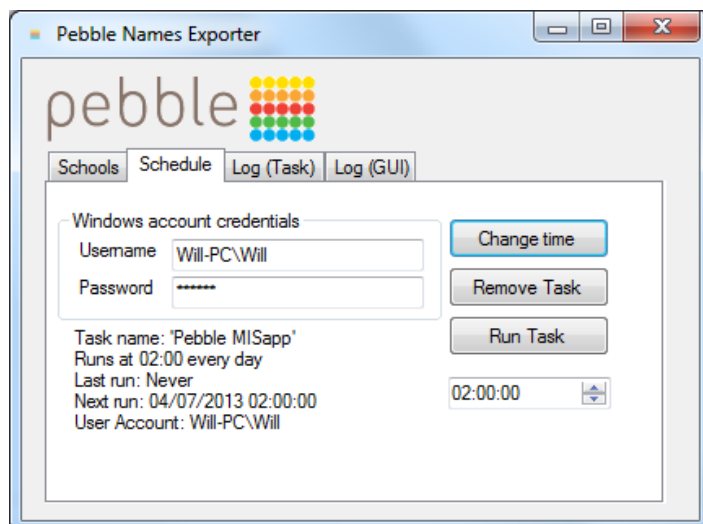 Pebble Names Exporter
pebble
Schools Schedule Log (Task) Log (GUI)
Windows account credentials
Username Will-PC\Will
Password ••••••
Change time
Remove Task
Run Task
02:00:00
Task name: 'Pebble MISapp'
Runs at 02:00 every day
Last run: Never
Next run: 04/07/2013 02:00:00
User Account: Will-PC\Will